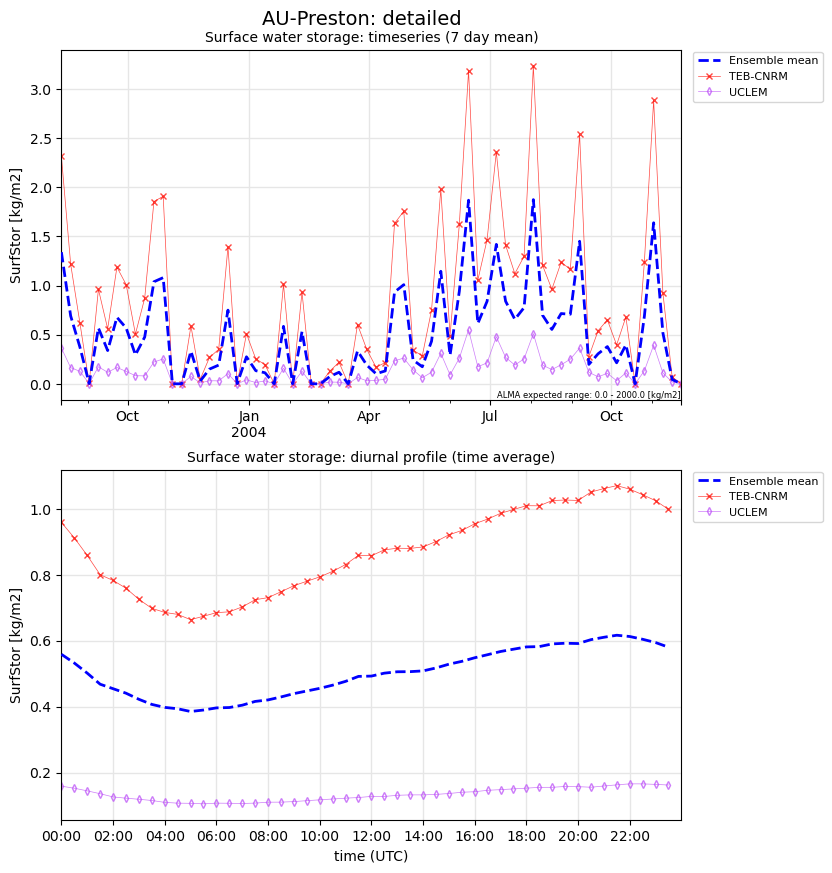 AU-Preston: detailed
Surface water storage: timeseries (7 day mean)
Ensemble mean
TEB-CNRM
UCLEM
SurfStor [kg/m2]
3.0
2.5
2.0
1.5
1.0
0.5
0.0
ALMA expected range: 0.0 - 2000.0 [kg/m2]
Oct Jan Apr Jul Oct
2004
Surface water storage: diurnal profile (time average)
Ensemble mean
TEB-CNRM
UCLEM
SurfStor [kg/m2]
1.0
0.8
0.6
0.4
0.2
00:00 02:00 04:00 06:00 08:00 10:00 12:00 14:00 16:00 18:00 20:00 22:00
time (UTC)